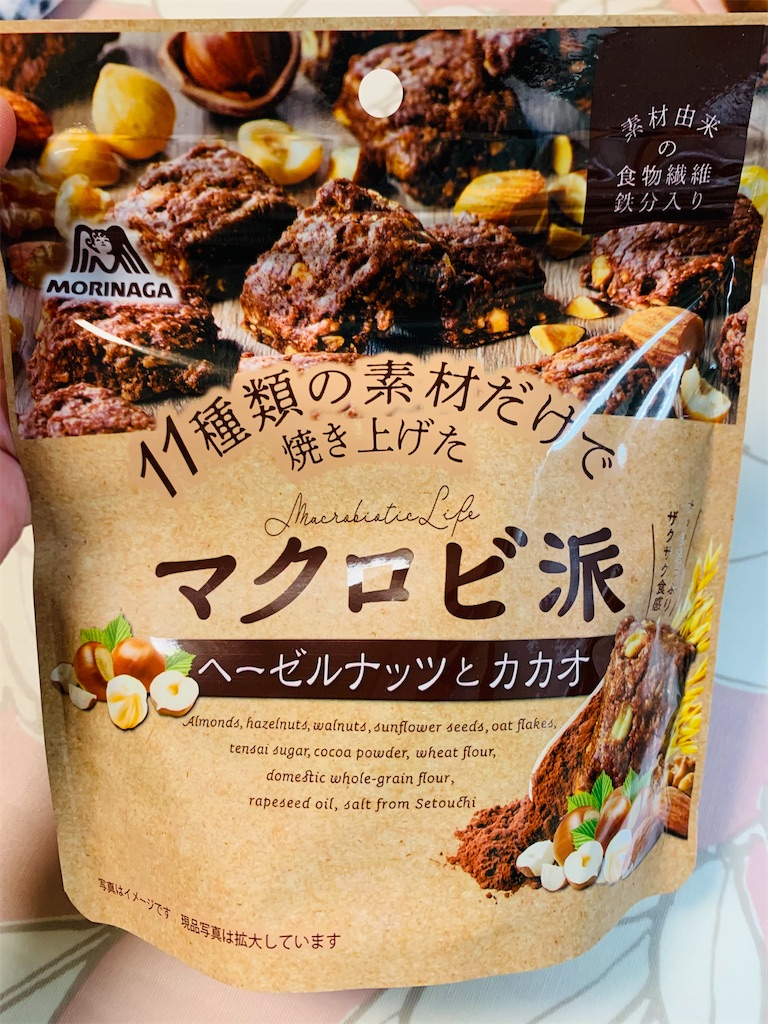 素材由来
の
食物繊維
鉄分入り
MORINAGA
11種類の素材だけで
焼き上げた
Macrobiotic Life
マクロビ派
ザクザク食感
ヘーゼルナッツとカカオ
Almonds, hazelnuts, walnuts, sunflower seeds, oat flakes,
tensai sugar, cocoa powder, wheat flour,
domestic whole-grain flour,
rapeseed oil, salt from Setouchi
写真はイメージです 現品写真は拡大しています